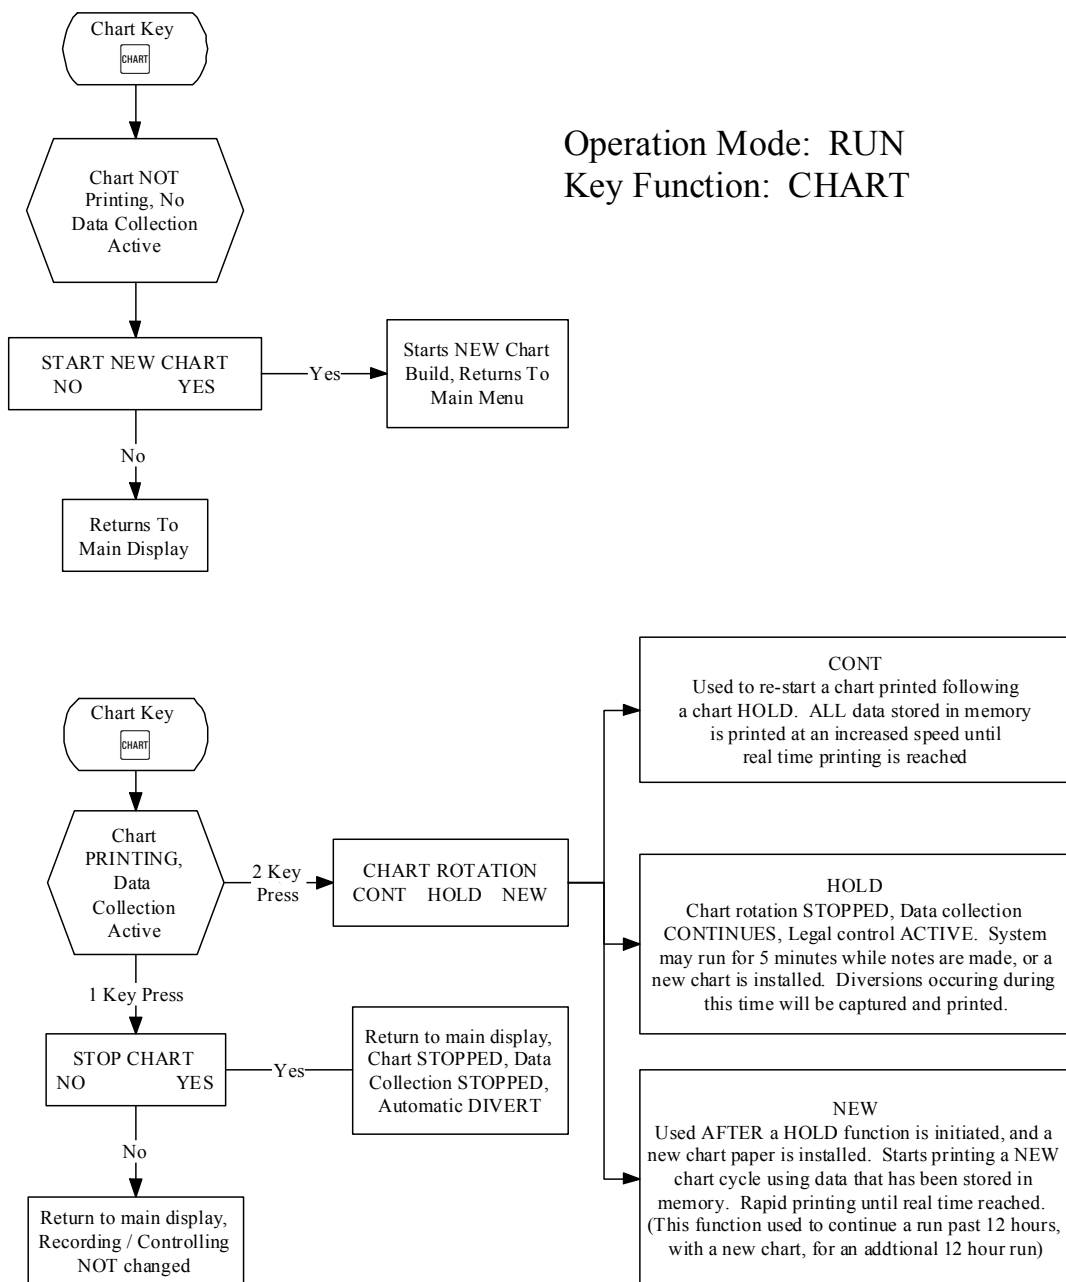 Chart Key
CHART
Operation Mode: RUN
Key Function: CHART
Chart NOT
Printing, No
Data Collection
Active
START NEW CHART
NO YES
Yes
Starts NEW Chart
Build, Returns To
Main Menu
No
Returns To
Main Display
Chart Key
CHART
Chart
PRINTING,
Data
Collection
Active
2 Key
Press
CHART ROTATION
CONT HOLD NEW
CONT
Used to re-start a chart printed following
a chart HOLD. ALL data stored in memory
is printed at an increased speed until
real time printing is reached
HOLD
Chart rotation STOPPED, Data collection
CONTINUES, Legal control ACTIVE. System
may run for 5 minutes while notes are made, or a
new chart is installed. Diversions occuring during
this time will be captured and printed.
1 Key Press
STOP CHART
NO YES
Yes
Return to main display,
Chart STOPPED, Data
Collection STOPPED,
Automatic DIVERT
No
Return to main display,
Recording / Controlling
NOT changed
NEW
Used AFTER a HOLD function is initiated, and a
new chart paper is installed. Starts printing a NEW
chart cycle using data that has been stored in
memory. Rapid printing until real time reached.
(This function used to continue a run past 12 hours,
with a new chart, for an addtional 12 hour run)